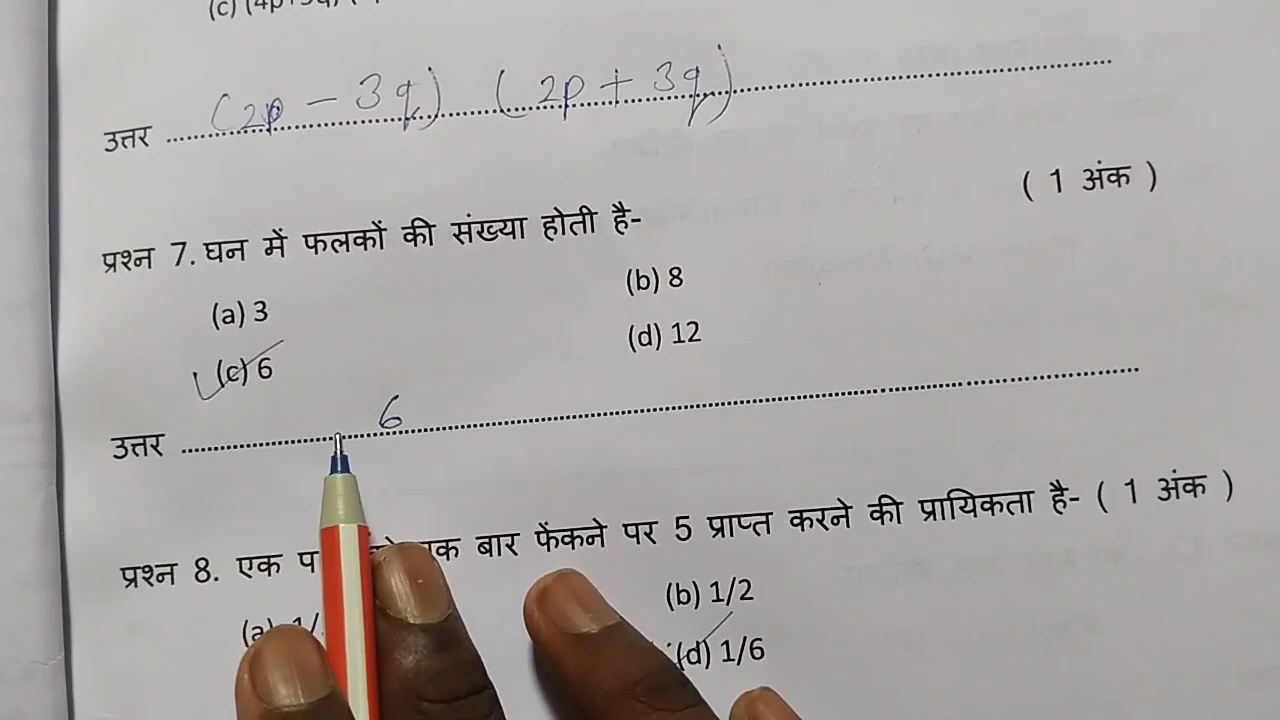 (c)
उत्तर (2p - 3q) (2p + 3q)
( 1 अंक )
प्रश्न 7. घन में फलकों की संख्या होती है-
(a) 3 (b) 8
(c) 6 (d) 12
उत्तर 6
प्रश्न 8. एक बार फेंकने पर 5 प्राप्त करने की प्रायिकता है- ( 1 अंक )
(a) (b) 1/2
(d) 1/6